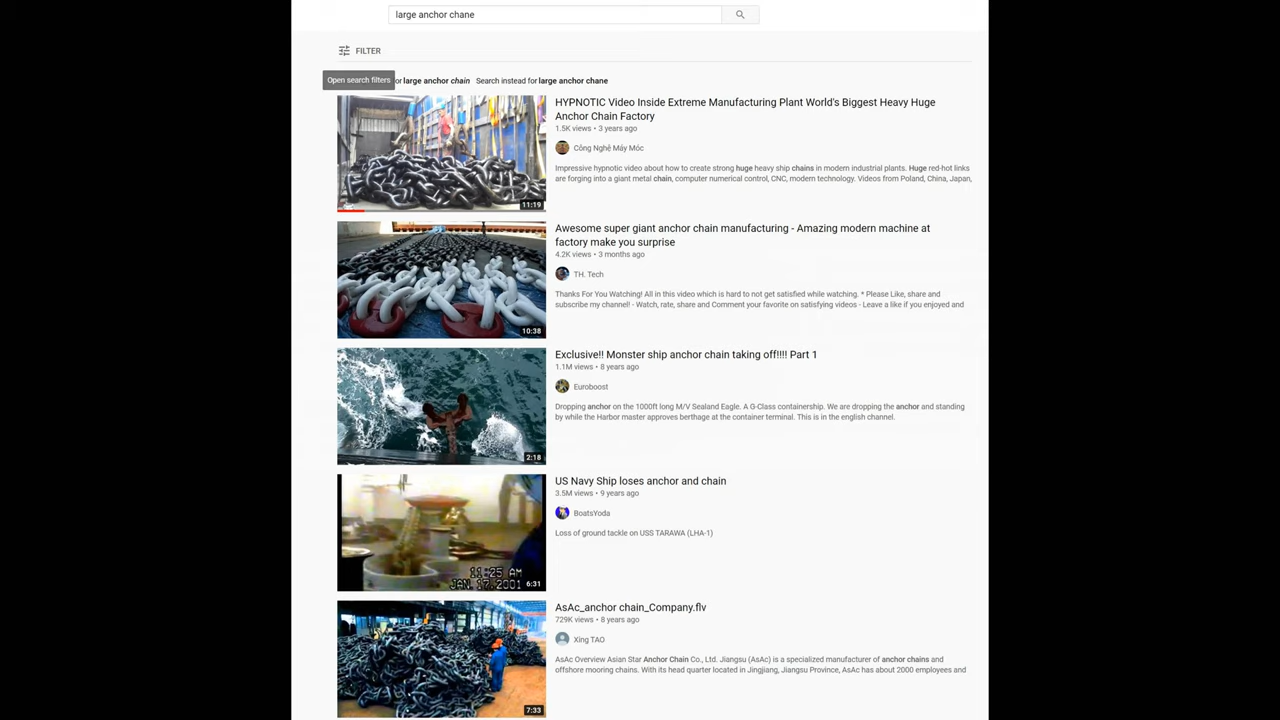 large anchor chane
FILTER
Open search filters
or large anchor chain Search instead for large anchor chane
HYPNOTIC Video Inside Extreme Manufacturing Plant World's Biggest Heavy Huge
Anchor Chain Factory
1.5K views • 3 years ago
Công Nghệ Máy Móc
Impressive hypnotic video about how to create strong huge heavy ship chains in modern industrial plants. Huge red-hot links
are forging into a giant metal chain, computer numerical control, CNC, modern technology. Videos from Poland, China, Japan,
11:19
Awesome super giant anchor chain manufacturing - Amazing modern machine at
factory make you surprise
4.2K views • 3 months ago
TH. Tech
Thanks For You Watching! All in this video which is hard to not get satisfied while watching. * Please Like, share and
subscribe my channel! - Watch, rate, share and Comment your favorite on satisfying videos - Leave a like if you enjoyed and
10:38
Exclusive!! Monster ship anchor chain taking off!!!! Part 1
1.1M views • 8 years ago
Euroboost
Dropping anchor on the 1000ft long M/V Sealand Eagle. A G-Class containership. We are dropping the anchor and standing
by while the Harbor master approves berthage at the container terminal. This is in the english channel.
2:18
US Navy Ship loses anchor and chain
3.5M views • 9 years ago
BoatsYoda
Loss of ground tackle on USS TARAWA (LHA-1)
11:25 AM
JAN.17.2001
6:31
AsAc_anchor chain_Company.flv
729K views • 8 years ago
Xing TAO
AsAc Overview Asian Star Anchor Chain Co., Ltd. Jiangsu (AsAc) is a specialized manufacturer of anchor chains and
offshore mooring chains. With its head quarter located in Jingjiang, Jiangsu Province, AsAc has about 2000 employees and
7:33